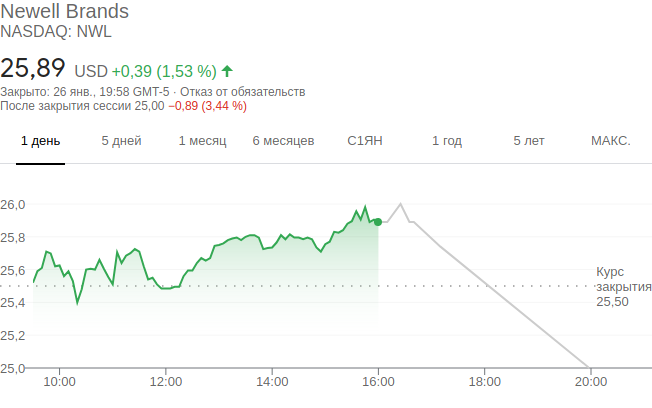 Newell Brands
NASDAQ: NWL
25,89 USD +0,39 (1,53 %)
Закрыто: 26 янв., 19:58 GMT-5 · Отказ от обязательств
После закрытия сессии 25,00 −0,89 (3,44 %)
1 день 5 дней 1 месяц 6 месяцев С1ЯН 1 год 5 лет МАКС.
26,0
25,8
25,6
25,4
25,2
25,0
Курс
закрытия
25,50
10:00 12:00 14:00 16:00 18:00 20:00